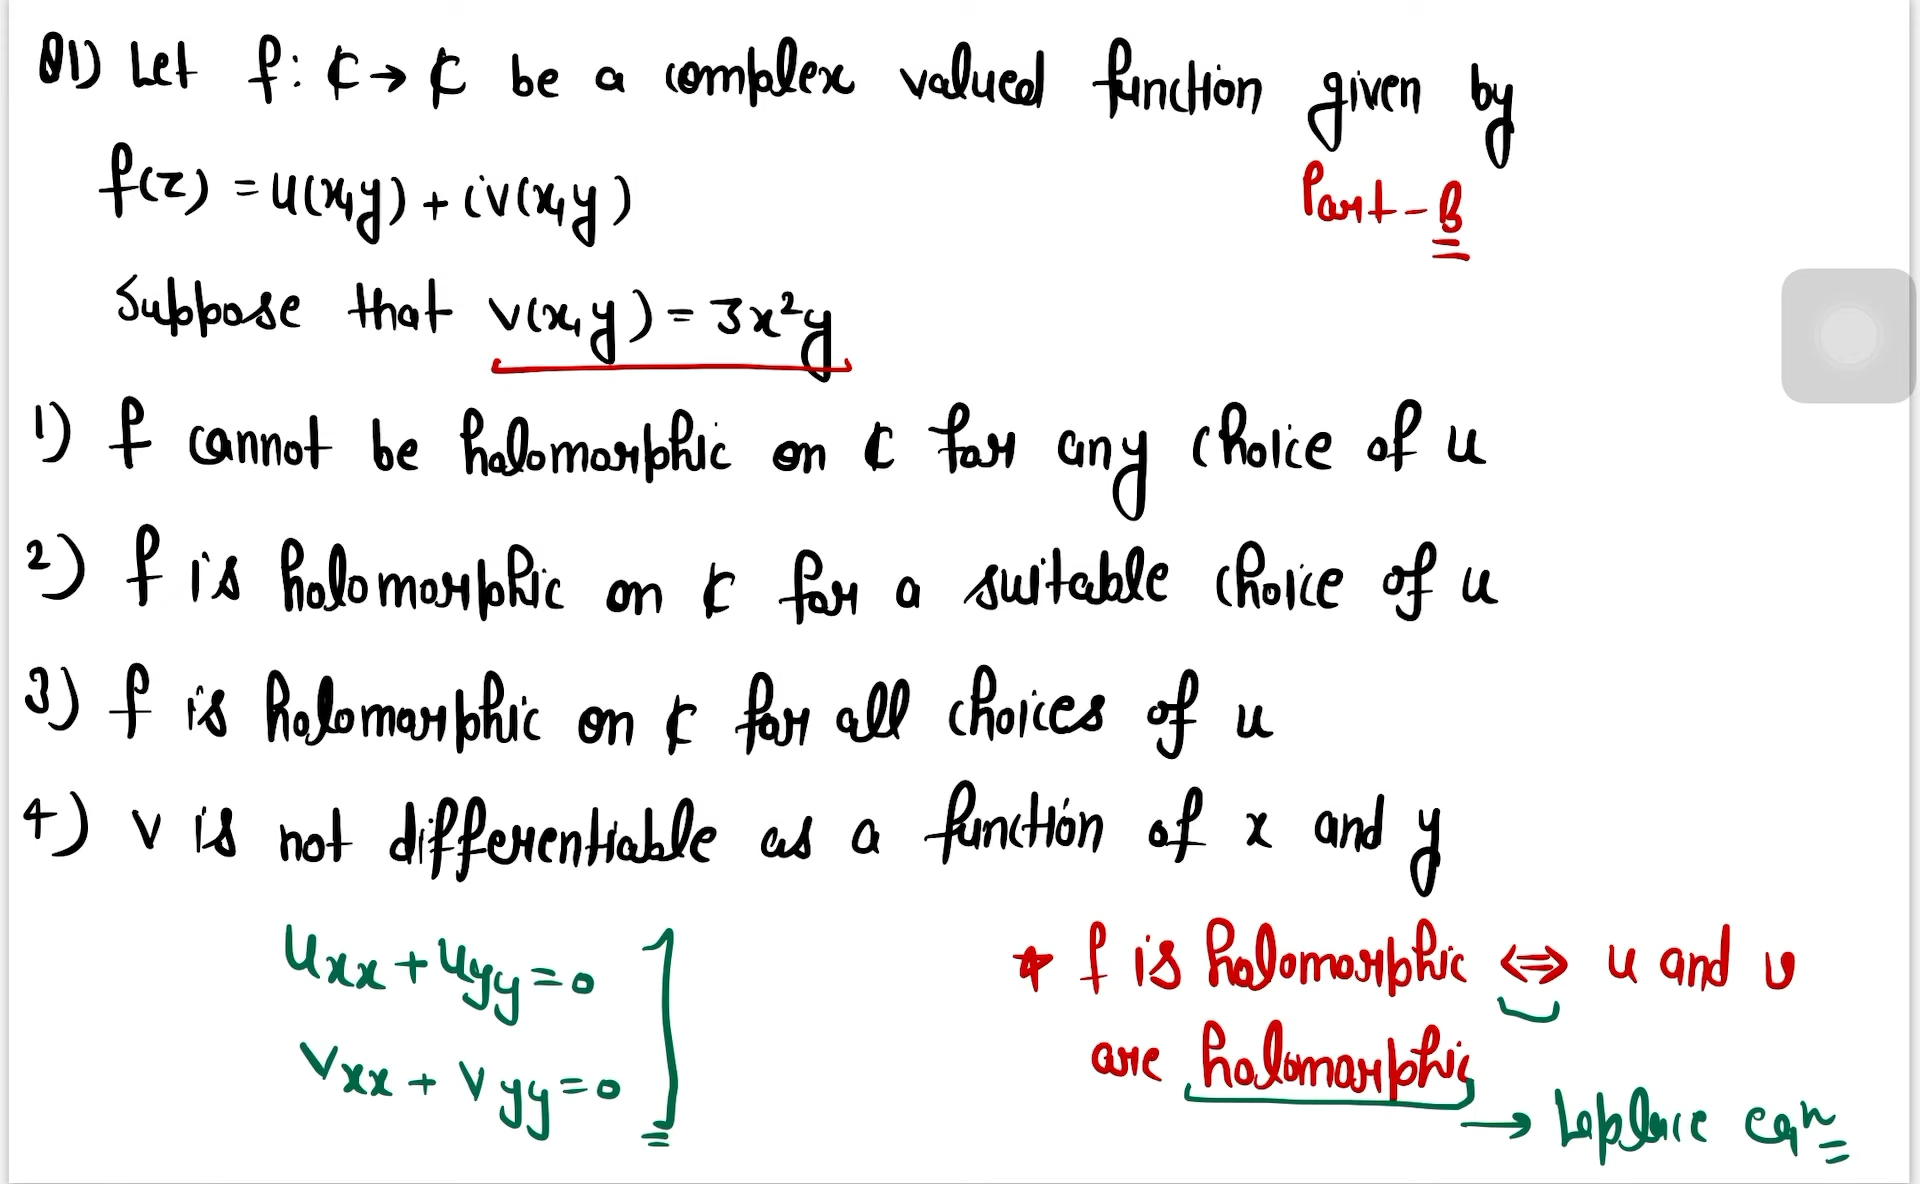 Q1) Let f: ℂ → ℂ be a complex valued function given by
f(z) = u(x,y) + iv(x,y)
Part-B
Suppose that v(x,y) = 3x²y
1) f cannot be holomorphic on ℂ for any choice of u
2) f is holomorphic on ℂ for a suitable choice of u
3) f is holomorphic on ℂ for all choices of u
4) v is not differentiable as a function of x and y
uxx + uyy = 0
vxx + vyy = 0
* f is holomorphic ⇔ u and v
are holomorphic
→ Laplace eqn